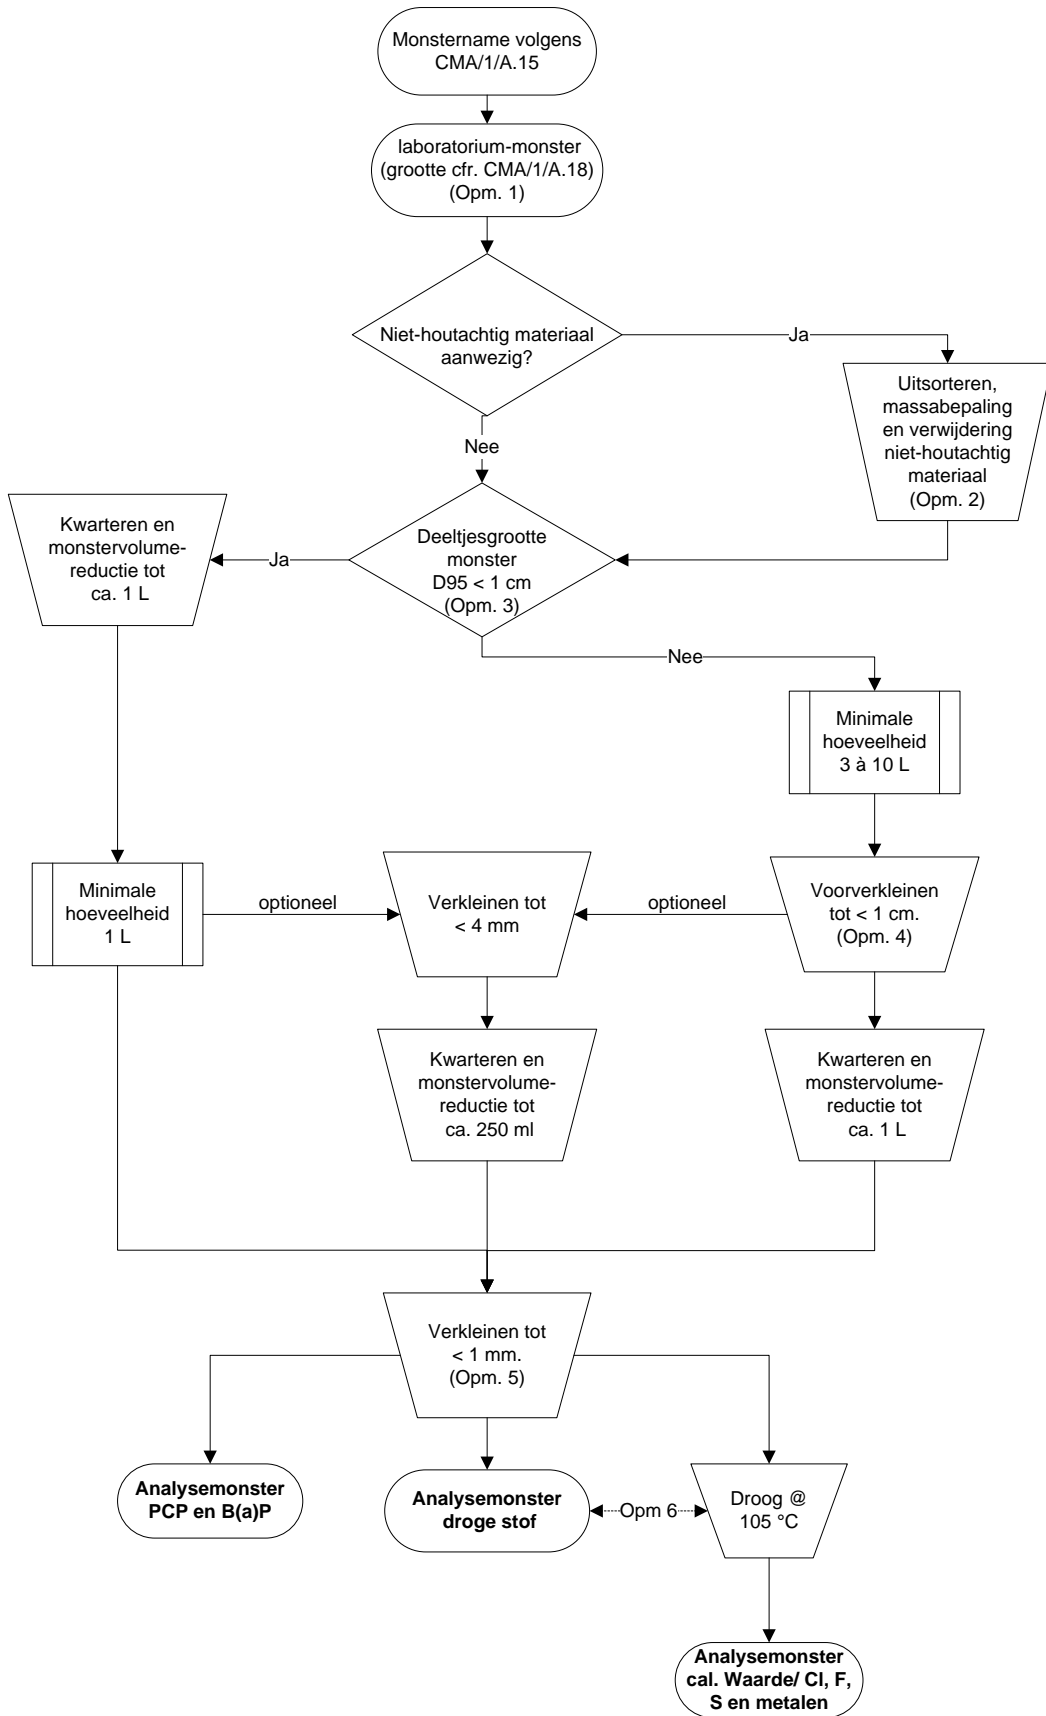 Monstername volgens
CMA/1/A.15
laboratorium-monster
(grootte cfr. CMA/1/A.18)
(Opm. 1)
Niet-houtachtig materiaal
aanwezig?
Ja
Uitsorteren,
massabepaling
en verwijdering
niet-houtachtig
materiaal
(Opm. 2)
Nee
Deeltjesgrootte
monster
D95 < 1 cm
(Opm. 3)
Ja
Kwarteren en
monstervolume-
reductie tot
ca. 1 L
Nee
Minimale
hoeveelheid
3 à 10 L
Minimale
hoeveelheid
1 L
optioneel
Verkleinen tot
< 4 mm
optioneel
Voorverkleinen
tot < 1 cm.
(Opm. 4)
Kwarteren en
monstervolume-
reductie tot
ca. 250 ml
Kwarteren en
monstervolume-
reductie tot
ca. 1 L
Verkleinen tot
< 1 mm.
(Opm. 5)
Analysemonster
PCP en B(a)P
Analysemonster
droge stof
Opm 6
Droog @
105 °C
Analysemonster
cal. Waarde/ Cl, F,
S en metalen